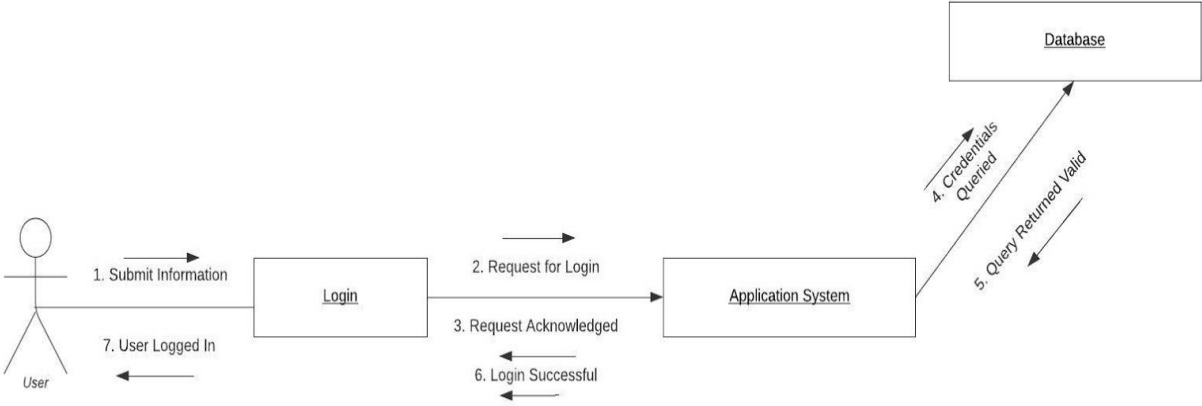 Database
4. Credentials
Queried
5. Query Returned Valid
1. Submit Information
2. Request for Login
Login
Application System
3. Request Acknowledged
7. User Logged In
6. Login Successful
User